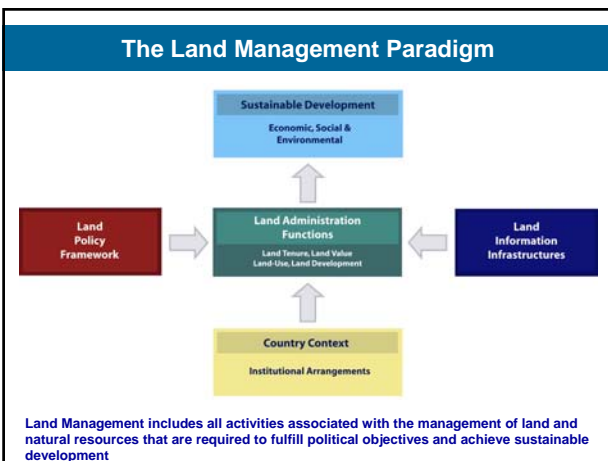 The Land Management Paradigm
Sustainable Development
Economic, Social &
Environmental
Land
Policy
Framework
Land Administration
Functions
Land Tenure, Land Value
Land-Use, Land Development
Land
Information
Infrastructures
Country Context
Institutional Arrangements
Land Management includes all activities associated with the management of land and
natural resources that are required to fulfill political objectives and achieve sustainable
development